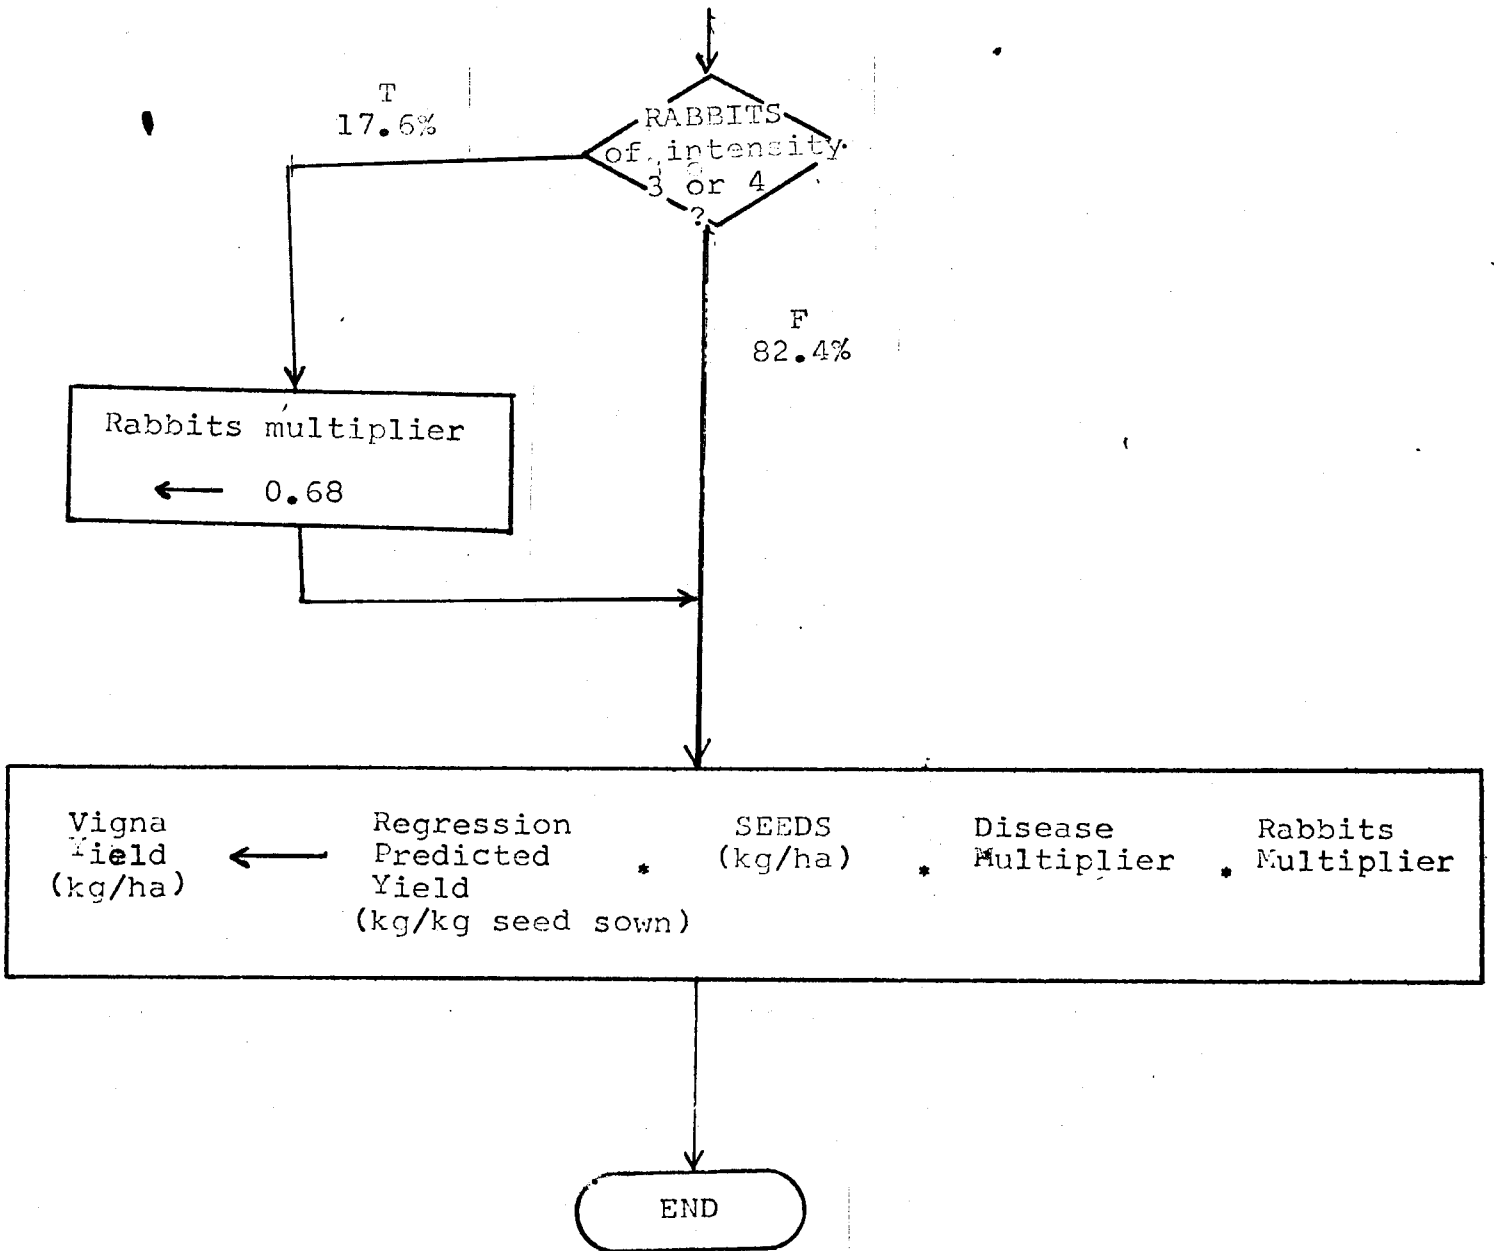 T
17.6%
RABBITS
of intensity
3 or 4
?
F
82.4%
Rabbits multiplier
← 0.68
Vigna
Yield
(kg/ha)
←
Regression
Predicted
Yield
(kg/kg seed sown)
*
SEEDS
(kg/ha)
*
Disease
Multiplier
*
Rabbits
Multiplier
END